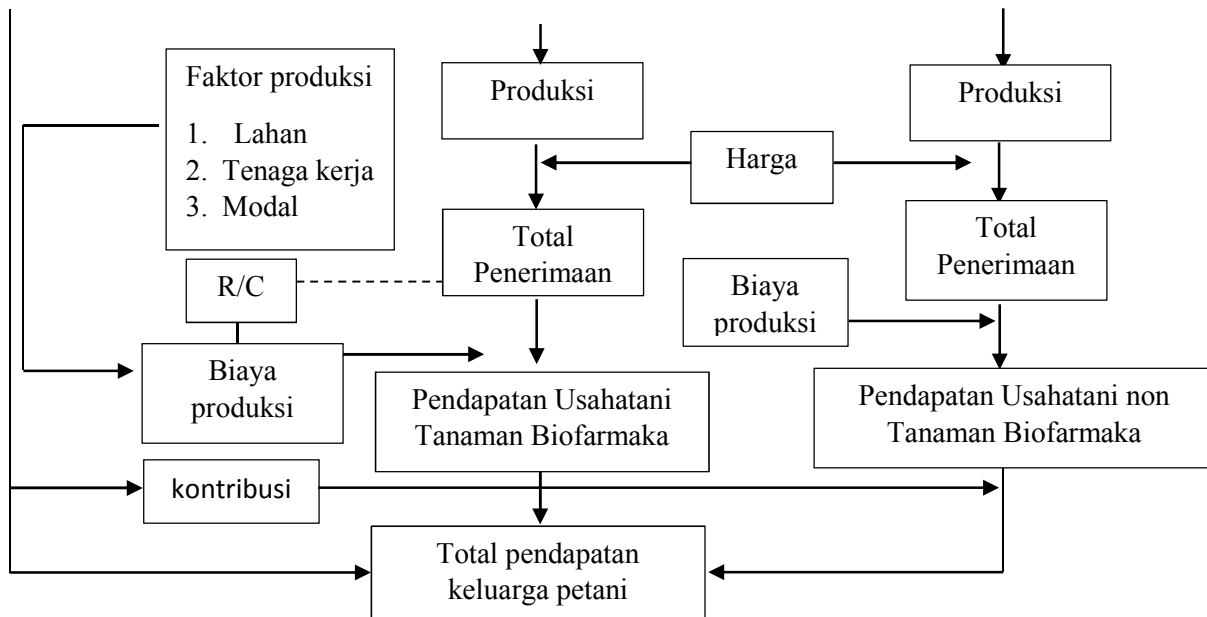 Faktor produksi
1. Lahan
2. Tenaga kerja
3. Modal
Produksi
Produksi
Harga
Total
Penerimaan
Total
Penerimaan
R/C
Biaya
produksi
Biaya
produksi
Pendapatan Usahatani
Tanaman Biofarmaka
Pendapatan Usahatani non
Tanaman Biofarmaka
kontribusi
Total pendapatan
keluarga petani